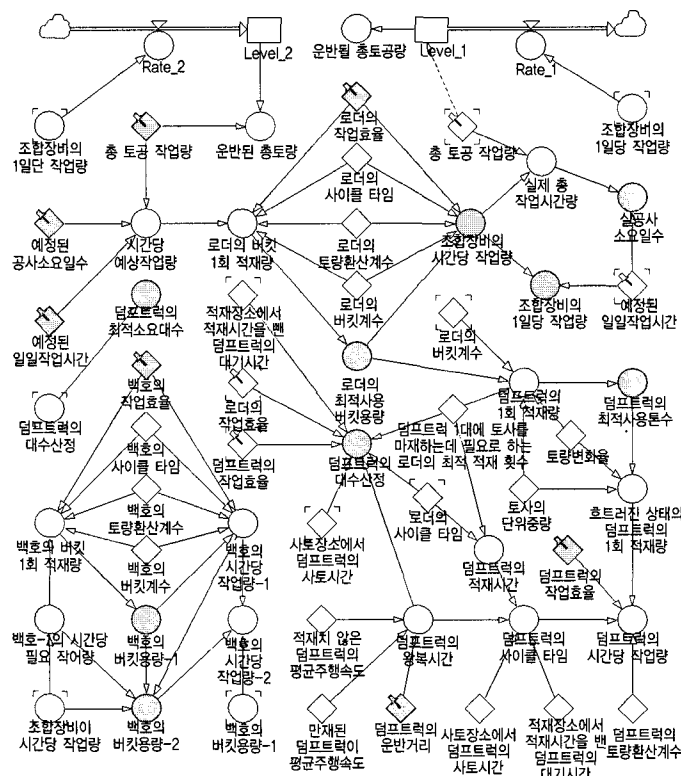 Rate_2
Level_2
운반될 총토공량
Level_1
Rate_1
조합장비의
1일단 작업량
총 토공 작업량
운반된 총토량
로더의
작업효율
총 토공 작업량
조합장비의
1일당 작업량
로더의
사이클 타임
실제 총
작업시간량
예정된
공사소요일수
시간당
예상작업량
로더의 버킷
1회 적재량
로더의
토량환산계수
조합장비의
시간당 작업량
실공사
소요일수
예정된
일일작업시간
덤프트럭의
최적소요대수
적재장소에서
적재시간을 뺀
덤프트럭의
대기시간
로더의
버킷계수
조합장비의
1일당 작업량
예정된
일일작업시간
로더의
버킷계수
백호의
작업효율
덤프트럭의
대수산정
로더의
작업효율
로더의
최적사용
버킷용량
덤프트럭의
1회 적재량
덤프트럭의
최적사용톤수
백호의
사이클 타임
덤프트럭의
작업효율
덤프트럭의
대수산정
덤프트럭 1대에 토사를
마재하는데 필요로 하는
로더의 최적 적재 횟수
토량변화율
백호의
토량환산계수
사토장소에서
덤프트럭의
사토시간
로더의
사이클 타임
토사의
단위중량
흐트러진 상태의
덤프트럭의
1회 적재량
백호의 버킷
1회 적재량
백호의
버킷계수
백호의
시간당
작업량-1
덤프트럭의
적재시간
덤프트럭의
작업효율
백호-1의 시간당
필요 작어량
백호의
버킷용량-1
백호의
시간당
작업량-2
적재치 않은
덤프트럭의
평균주행속도
덤프트럭의
왕복시간
덤프트럭의
사이클 타임
덤프트럭의
시간당 작업량
조합장비이
시간당 작업량
백호의
버킷용량-2
백호의
버킷용량-1
만재된
덤프트럭이
평균주행속도
덤프트럭의
운반거리
사토장소에서
덤프트럭의
사토시간
적재장소에서
적재시간을 뺀
덤프트럭의
대기시간
덤프트럭의
토량환산계수